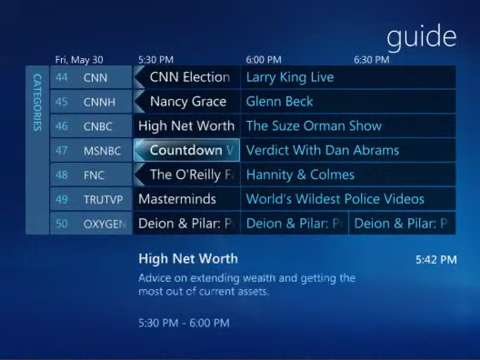 guide
Fri, May 30 5:30 PM 6:00 PM 6:30 PM
CATEGORIES
44 CNN CNN Election Larry King Live
45 CNNH Nancy Grace Glenn Beck
46 CNBC High Net Worth The Suze Orman Show
47 MSNBC Countdown W Verdict With Dan Abrams
48 FNC The O'Reilly Fa Hannity & Colmes
49 TRUTVP Masterminds World's Wildest Police Videos
50 OXYGEN Deion & Pilar: P Deion & Pilar: P Deion & Pilar: P
High Net Worth 5:42 PM
Advice on extending wealth and getting the
most out of current assets.
5:30 PM - 6:00 PM